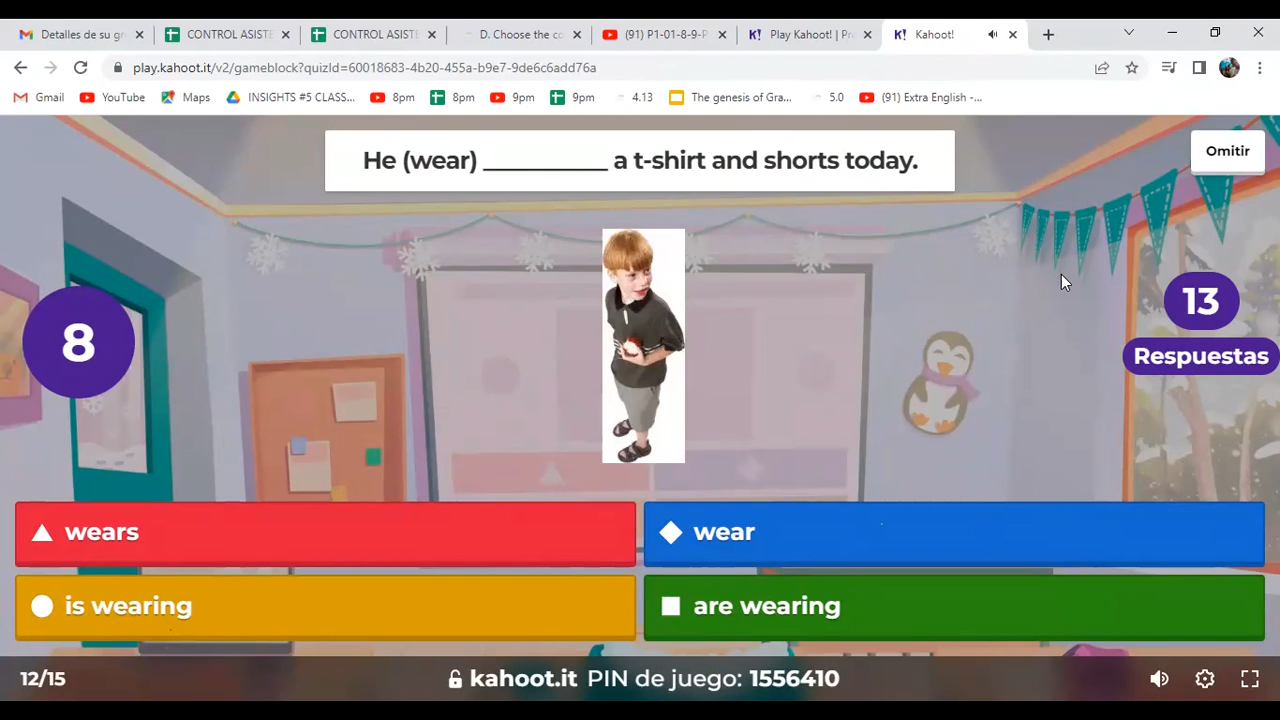 Detalles de su gr
CONTROL ASISTE
CONTROL ASISTE
D. Choose the co
(91) P1-01-8-9-P
K! Play Kahoot! | Pr
K! Kahoot!
play.kahoot.it/v2/gameblock?quizId=60018683-4b20-455a-b9e7-9de6c6add76a
Gmail
YouTube
Maps
INSIGHTS #5 CLASS...
8pm
8pm
9pm
9pm
4.13
The genesis of Gra...
5.0
(91) Extra English -...
He (wear) __________ a t-shirt and shorts today.
Omitir
8
13
Respuestas
wears
wear
is wearing
are wearing
12/15
kahoot.it PIN de juego: 1556410